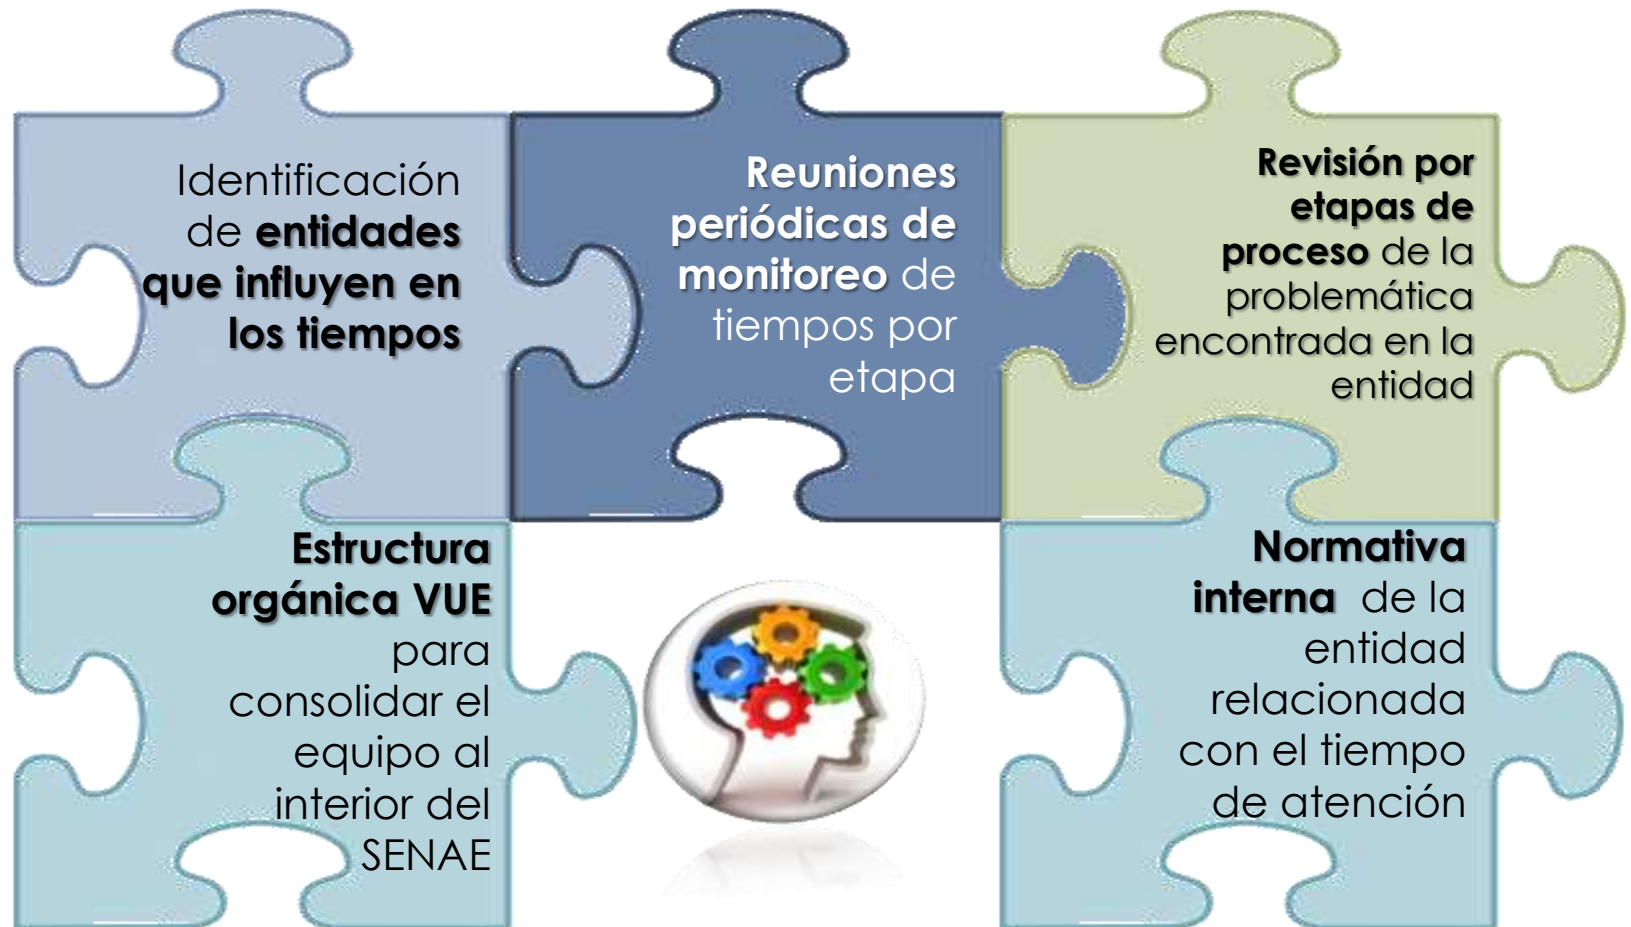 Identificación
de entidades
que influyen en
los tiempos
Reuniones
periódicas de
monitoreo de
tiempos por
etapa
Revisión por
etapas de
proceso de la
problemática
encontrada en la
entidad
Estructura
orgánica VUE
para
consolidar el
equipo al
interior del
SENAE
Normativa
interna de la
entidad
relacionada
con el tiempo
de atención